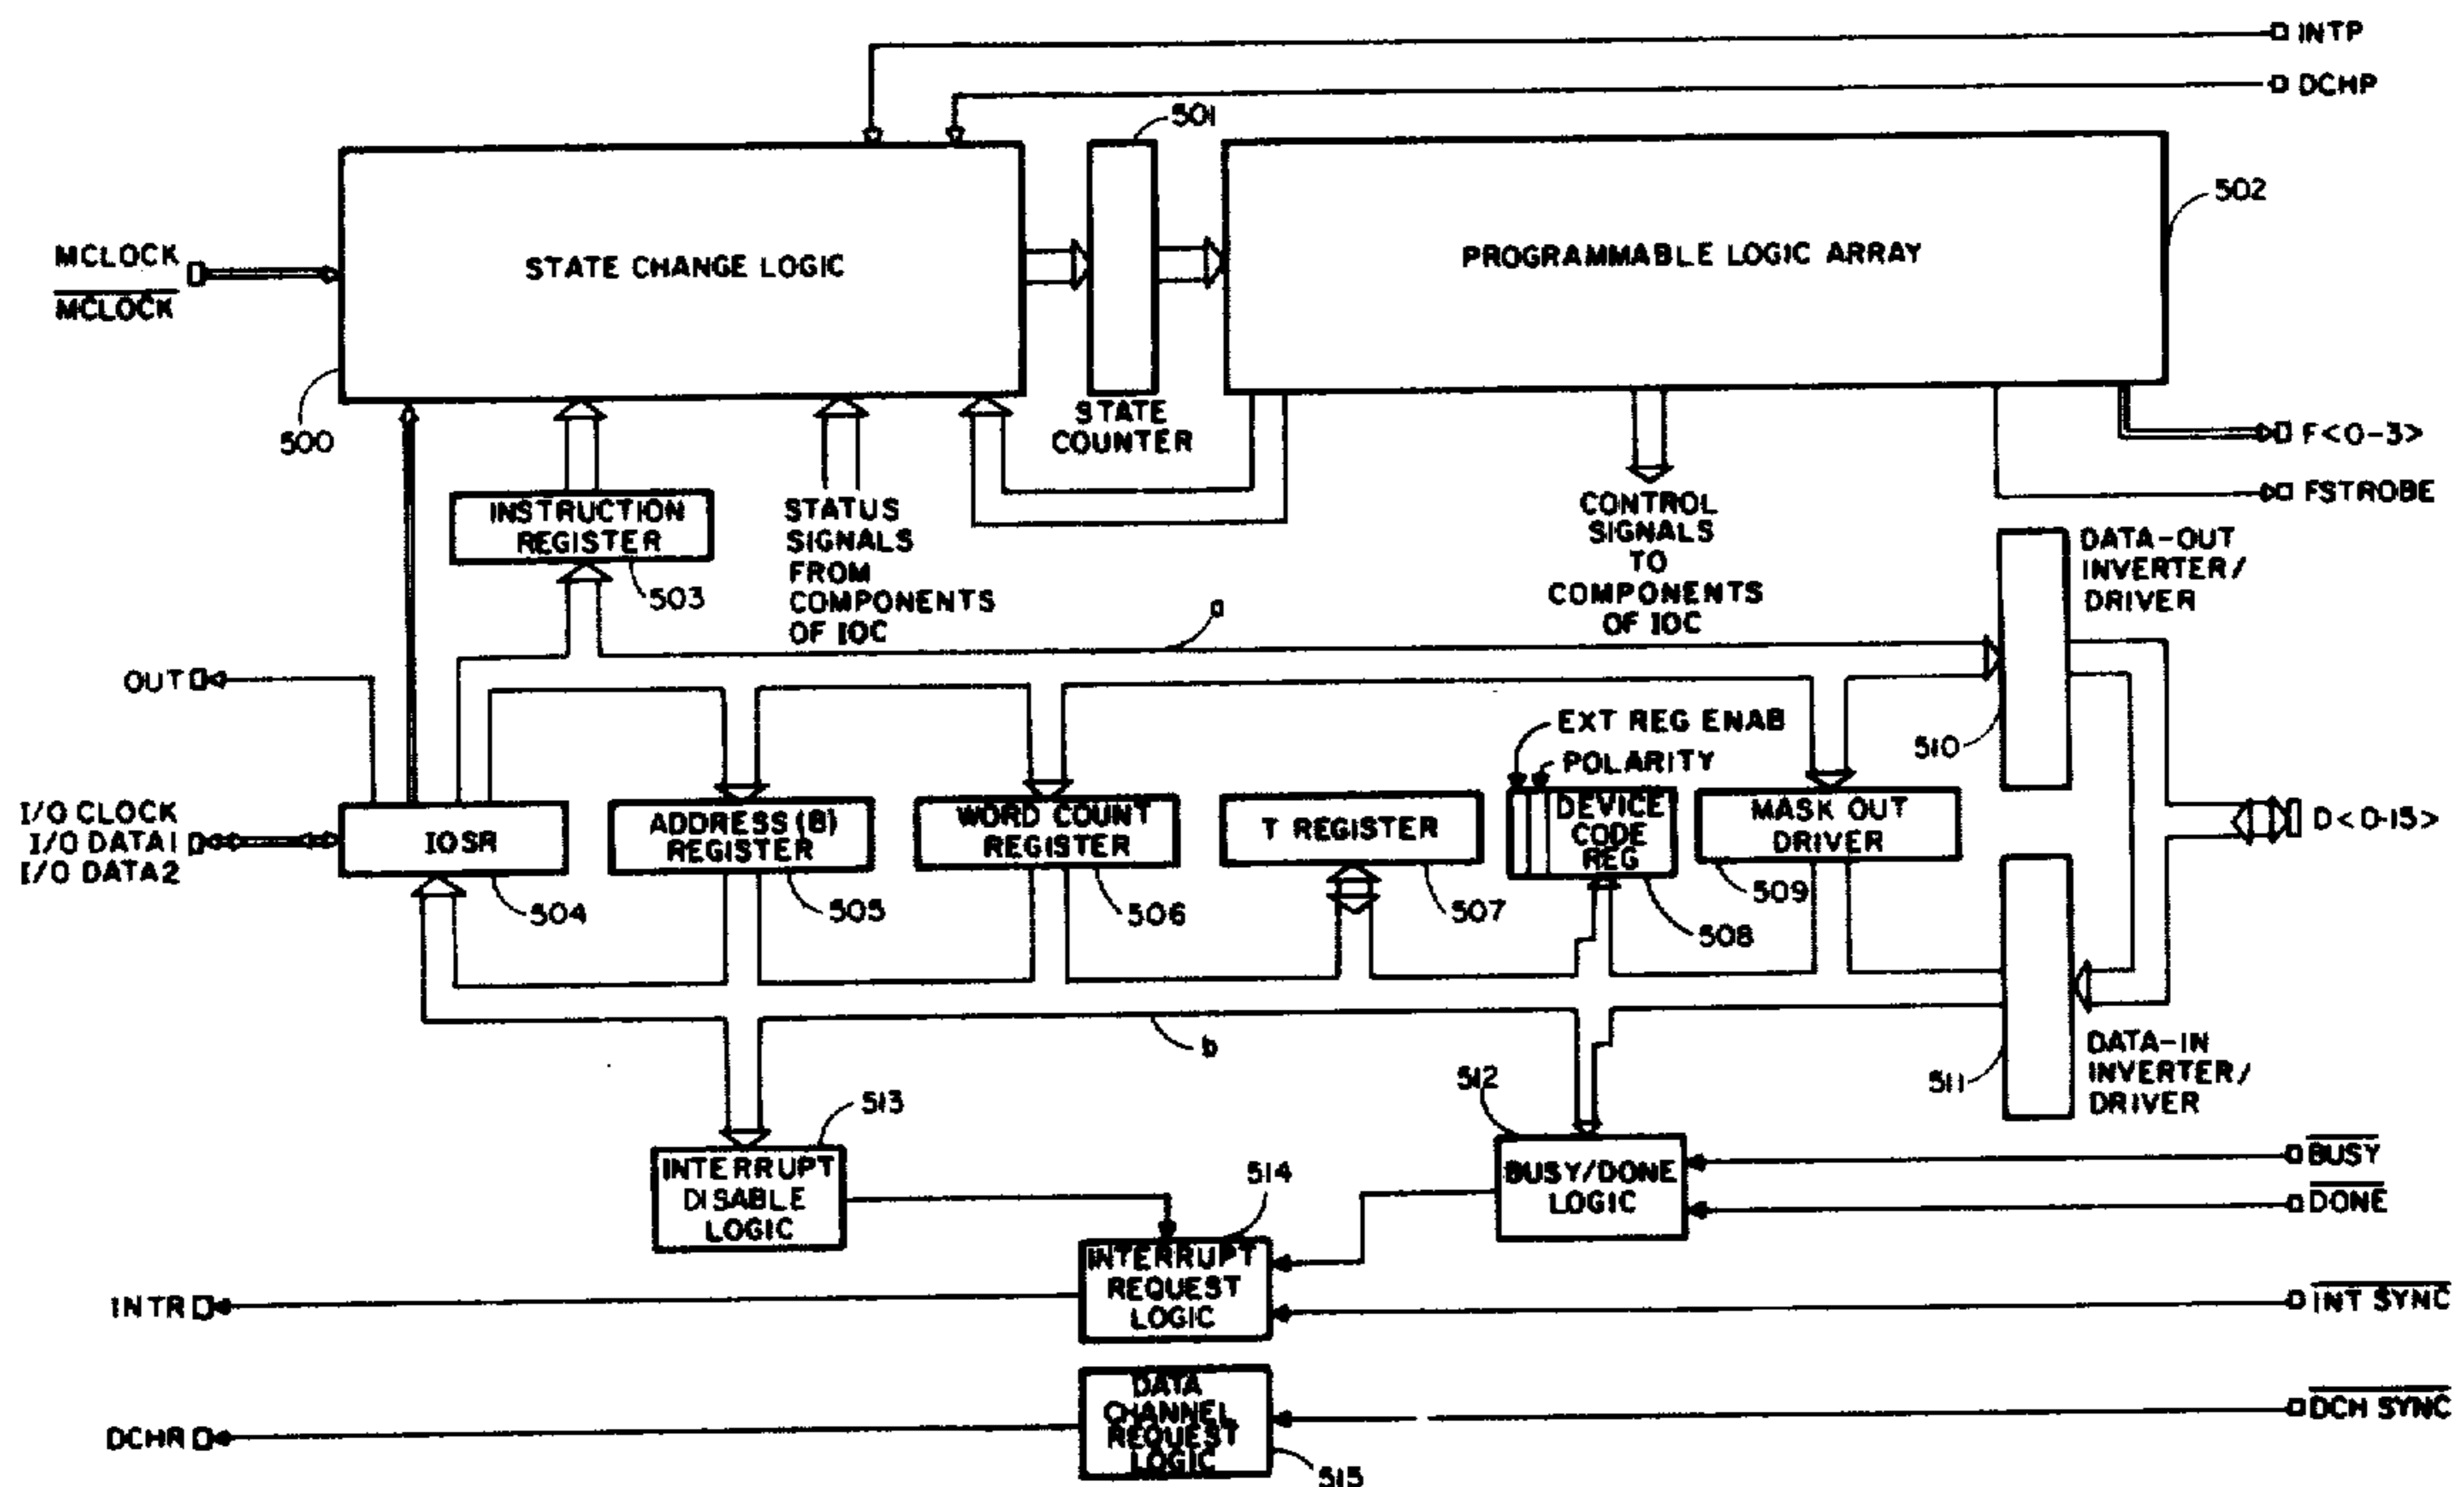 INTP
DCHP
501
502
MCLOCK
MCLOCK
STATE CHANGE LOGIC
PROGRAMMABLE LOGIC ARRAY
500
STATE
COUNTER
F<0-3>
FSTROBE
INSTRUCTION
REGISTER
503
STATUS
SIGNALS
FROM
COMPONENTS
OF IOC
CONTROL
SIGNALS
TO
COMPONENTS
OF IOC
DATA-OUT
INVERTER/
DRIVER
a
OUT
EXT REG ENAB
POLARITY
510
I/O CLOCK
I/O DATA1
I/O DATA2
IOSR
ADDRESS (B)
REGISTER
WORD COUNT
REGISTER
T REGISTER
DEVICE
CODE
REG
MASK OUT
DRIVER
D<0-15>
504
505
506
507
508
509
b
DATA-IN
INVERTER/
DRIVER
511
512
513
INTERRUPT
DISABLE
LOGIC
514
BUSY/DONE
LOGIC
BUSY
DONE
INTERRUPT
REQUEST
LOGIC
INTR
INT SYNC
DATA
CHANNEL
REQUEST
LOGIC
DCHR
DCH SYNC
515